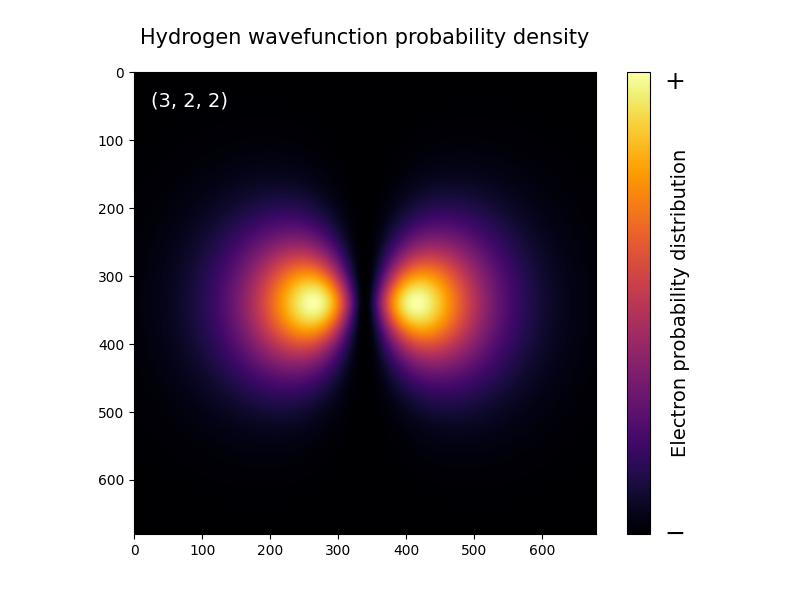 Hydrogen wavefunction probability density
(3, 2, 2)
0
100
200
300
400
500
600
0 100 200 300 400 500 600
+
Electron probability distribution
−